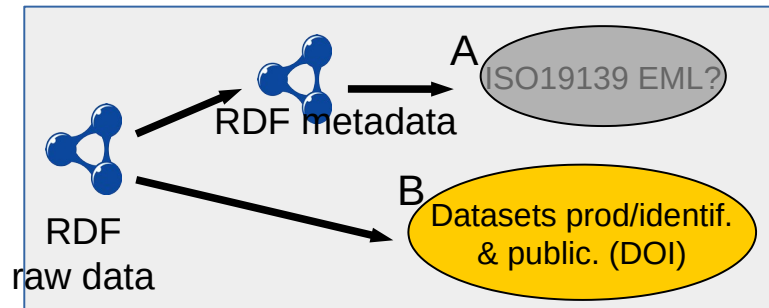 A
ISO19139 EML?
RDF metadata
B
Datasets prod/identif.
& public. (DOI)
RDF
raw data